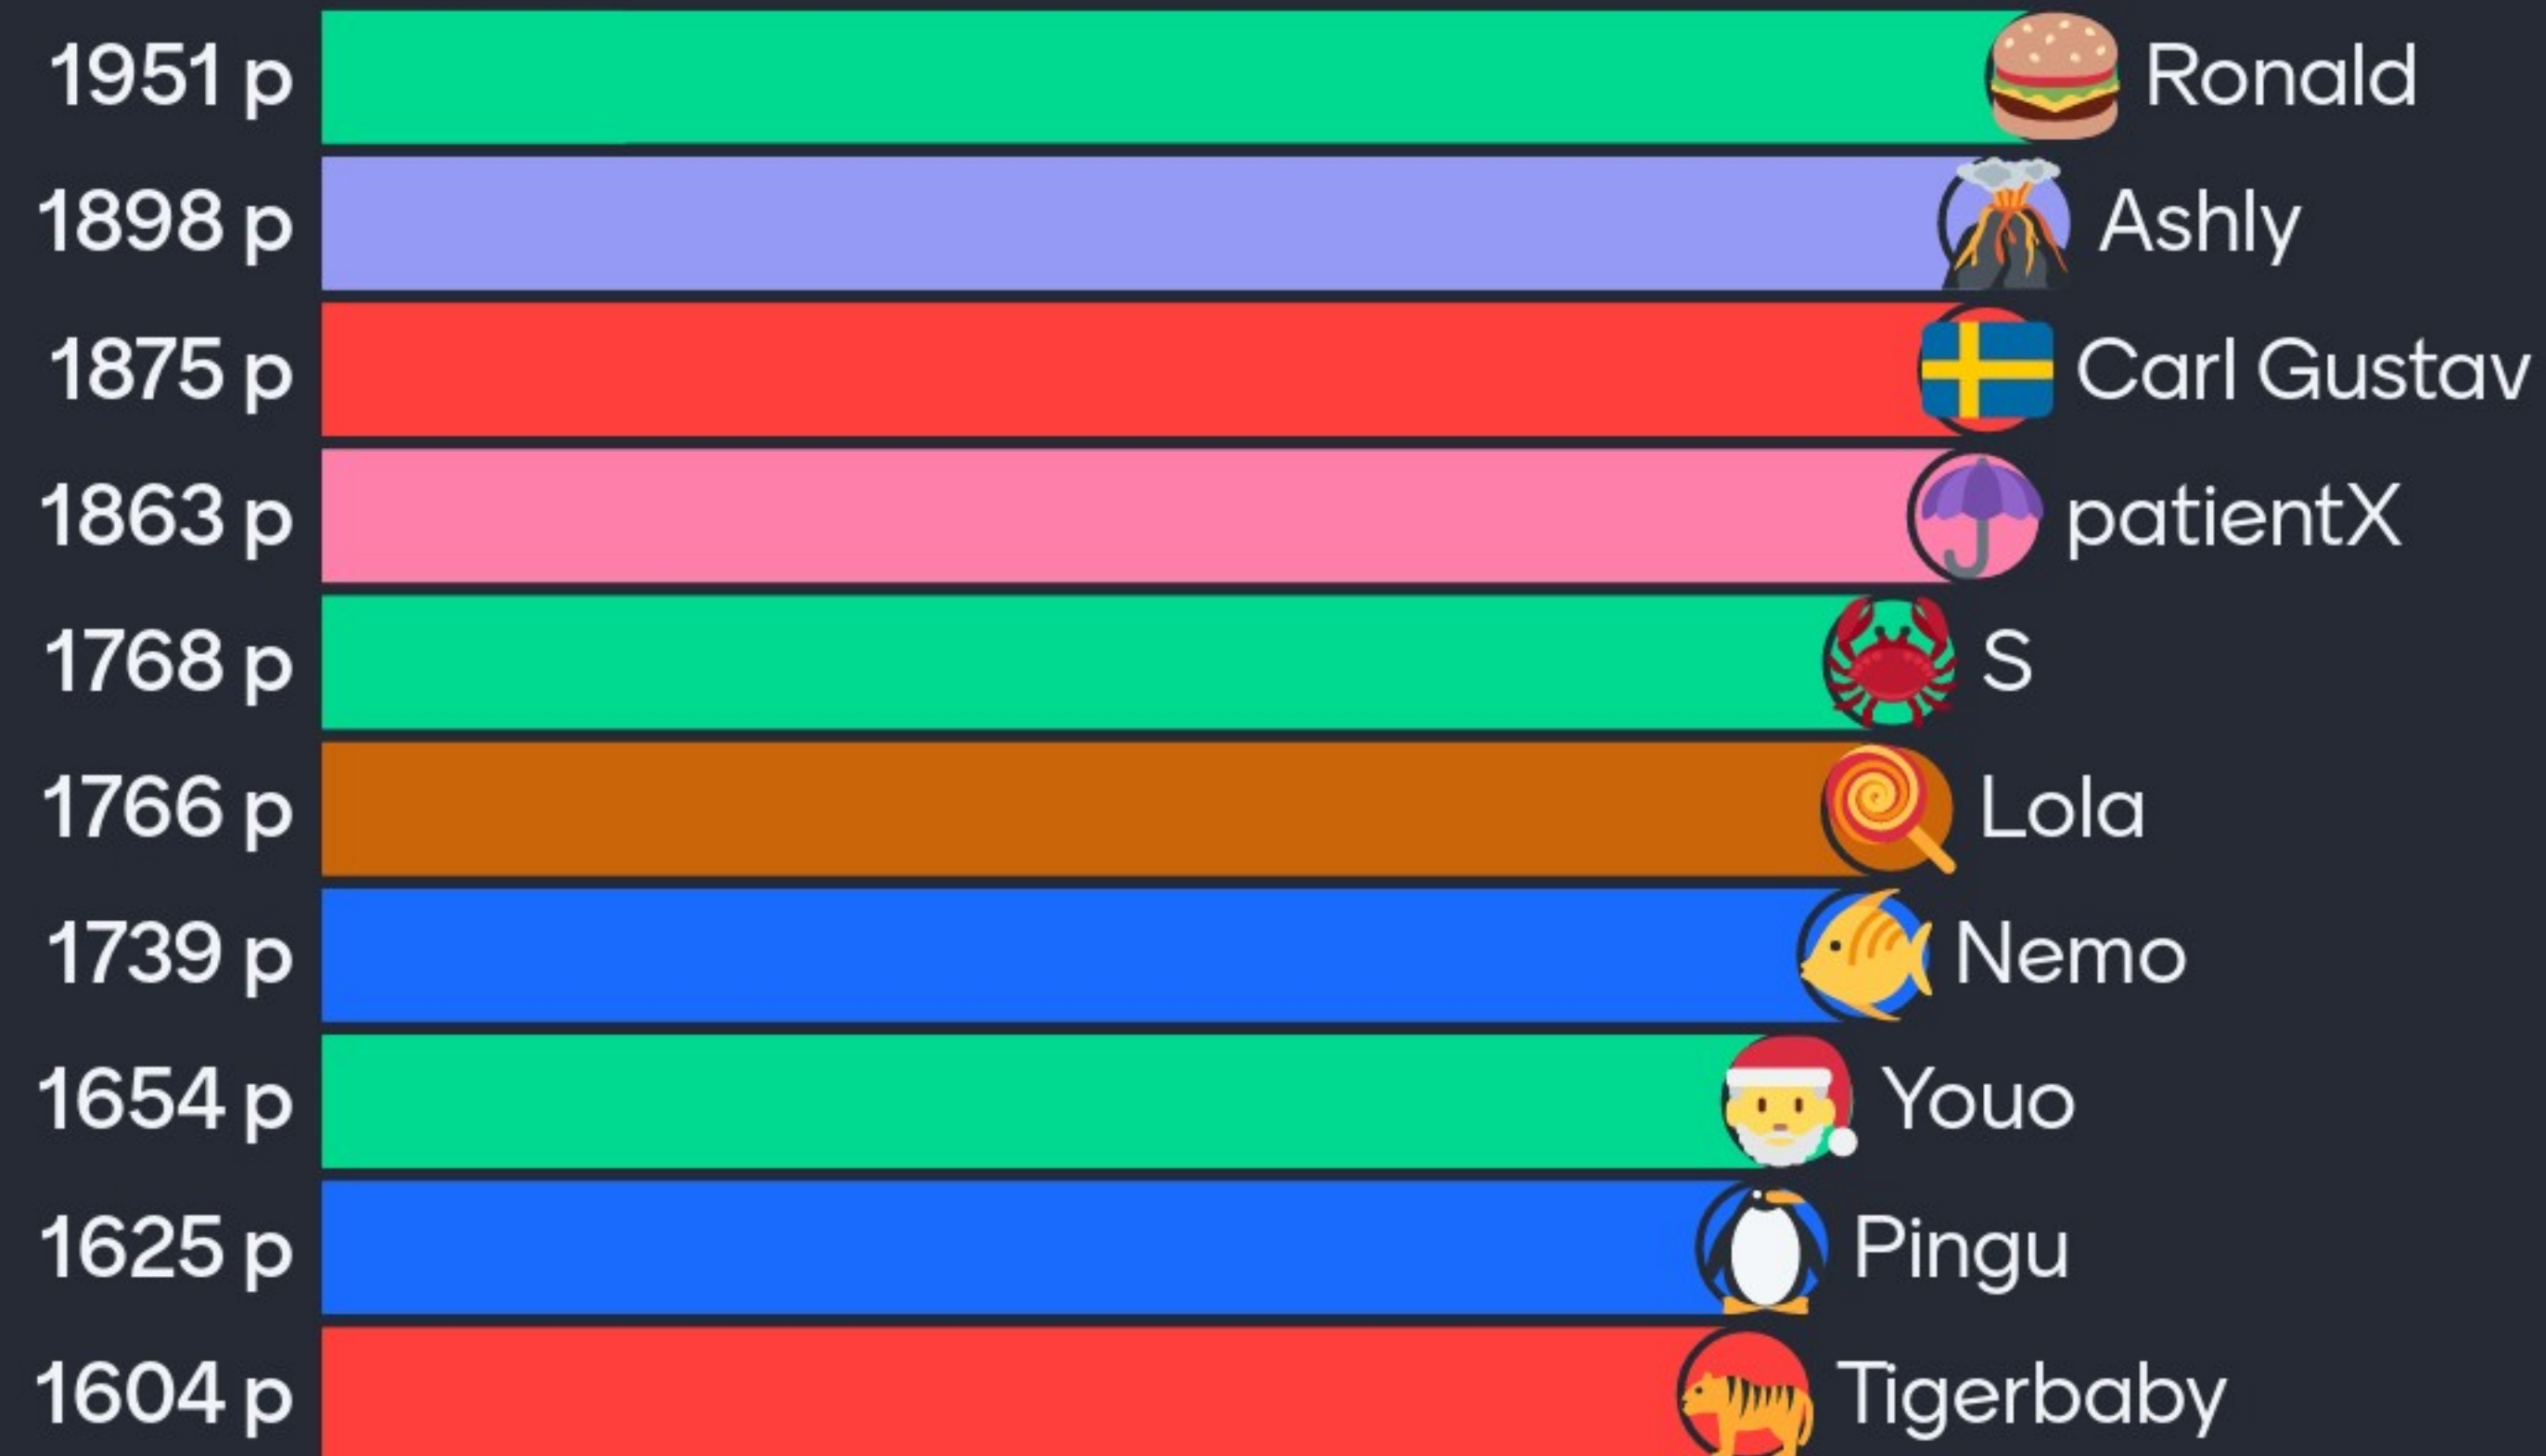 1951 p Ronald
1898 p Ashly
1875 p Carl Gustav
1863 p patientX
1768 p S
1766 p Lola
1739 p Nemo
1654 p Youo
1625 p Pingu
1604 p Tigerbaby